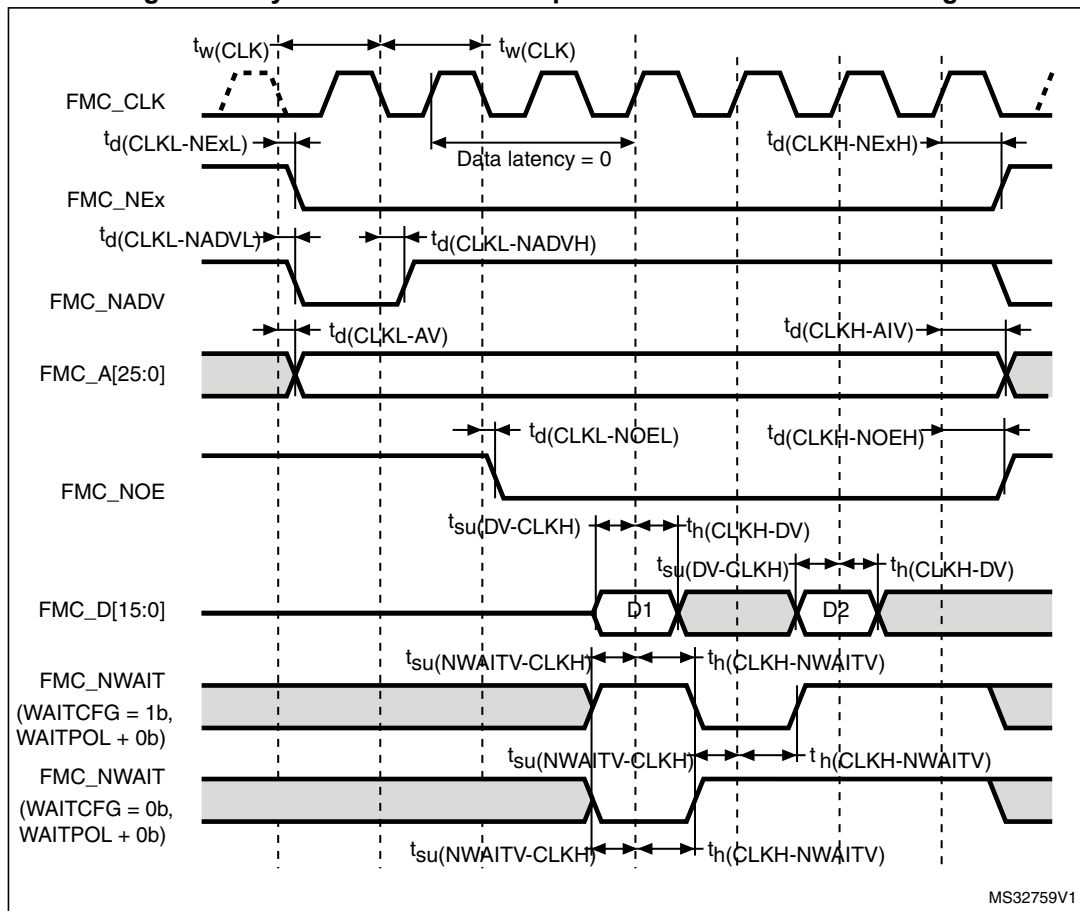 tw(CLK) tw(CLK)
FMC_CLK
td(CLKL-NExL) Data latency = 0 td(CLKH-NExH)
FMC_NEx
td(CLKL-NADVL) td(CLKL-NADVH)
FMC_NADV
td(CLKL-AV) td(CLKH-AIV)
FMC_A[25:0]
td(CLKL-NOEL) td(CLKH-NOEH)
FMC_NOE
tsu(DV-CLKH) th(CLKH-DV)
tsu(DV-CLKH) th(CLKH-DV)
FMC_D[15:0] D1 D2
tsu(NWAITV-CLKH) th(CLKH-NWAITV)
FMC_NWAIT
(WAITCFG = 1b,
WAITPOL + 0b)
tsu(NWAITV-CLKH) th(CLKH-NWAITV)
FMC_NWAIT
(WAITCFG = 0b,
WAITPOL + 0b)
tsu(NWAITV-CLKH) th(CLKH-NWAITV)
MS32759V1